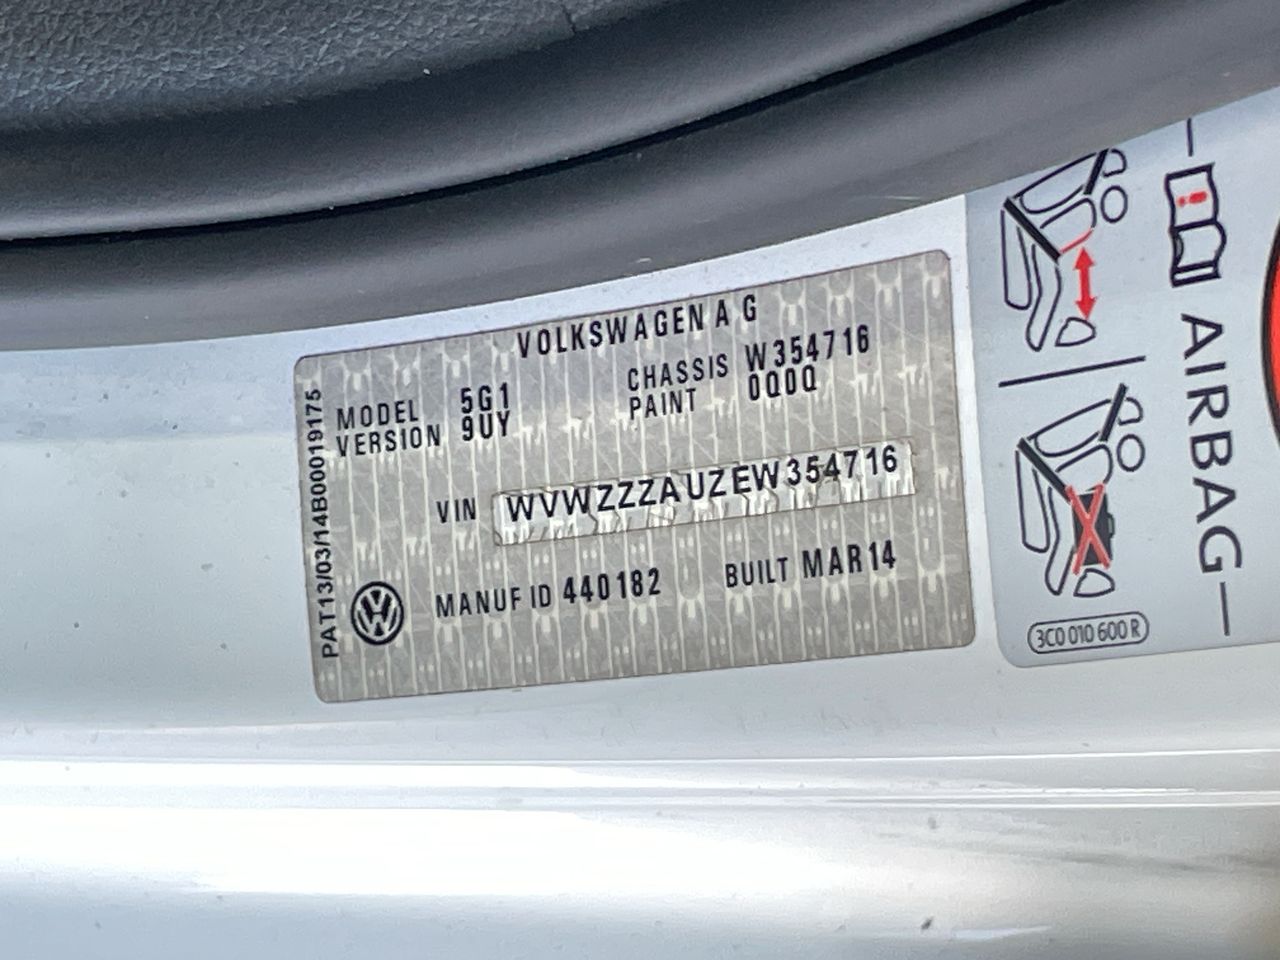 VOLKSWAGEN A G
MODEL 5G1 CHASSIS W354716
VERSION 9UY PAINT 0Q0Q
VIN WVWZZZAUZEW354716
MANUF ID 440182 BUILT MAR14
PAT13/03/14B00019175
AIRBAG
3C0 010 600 R